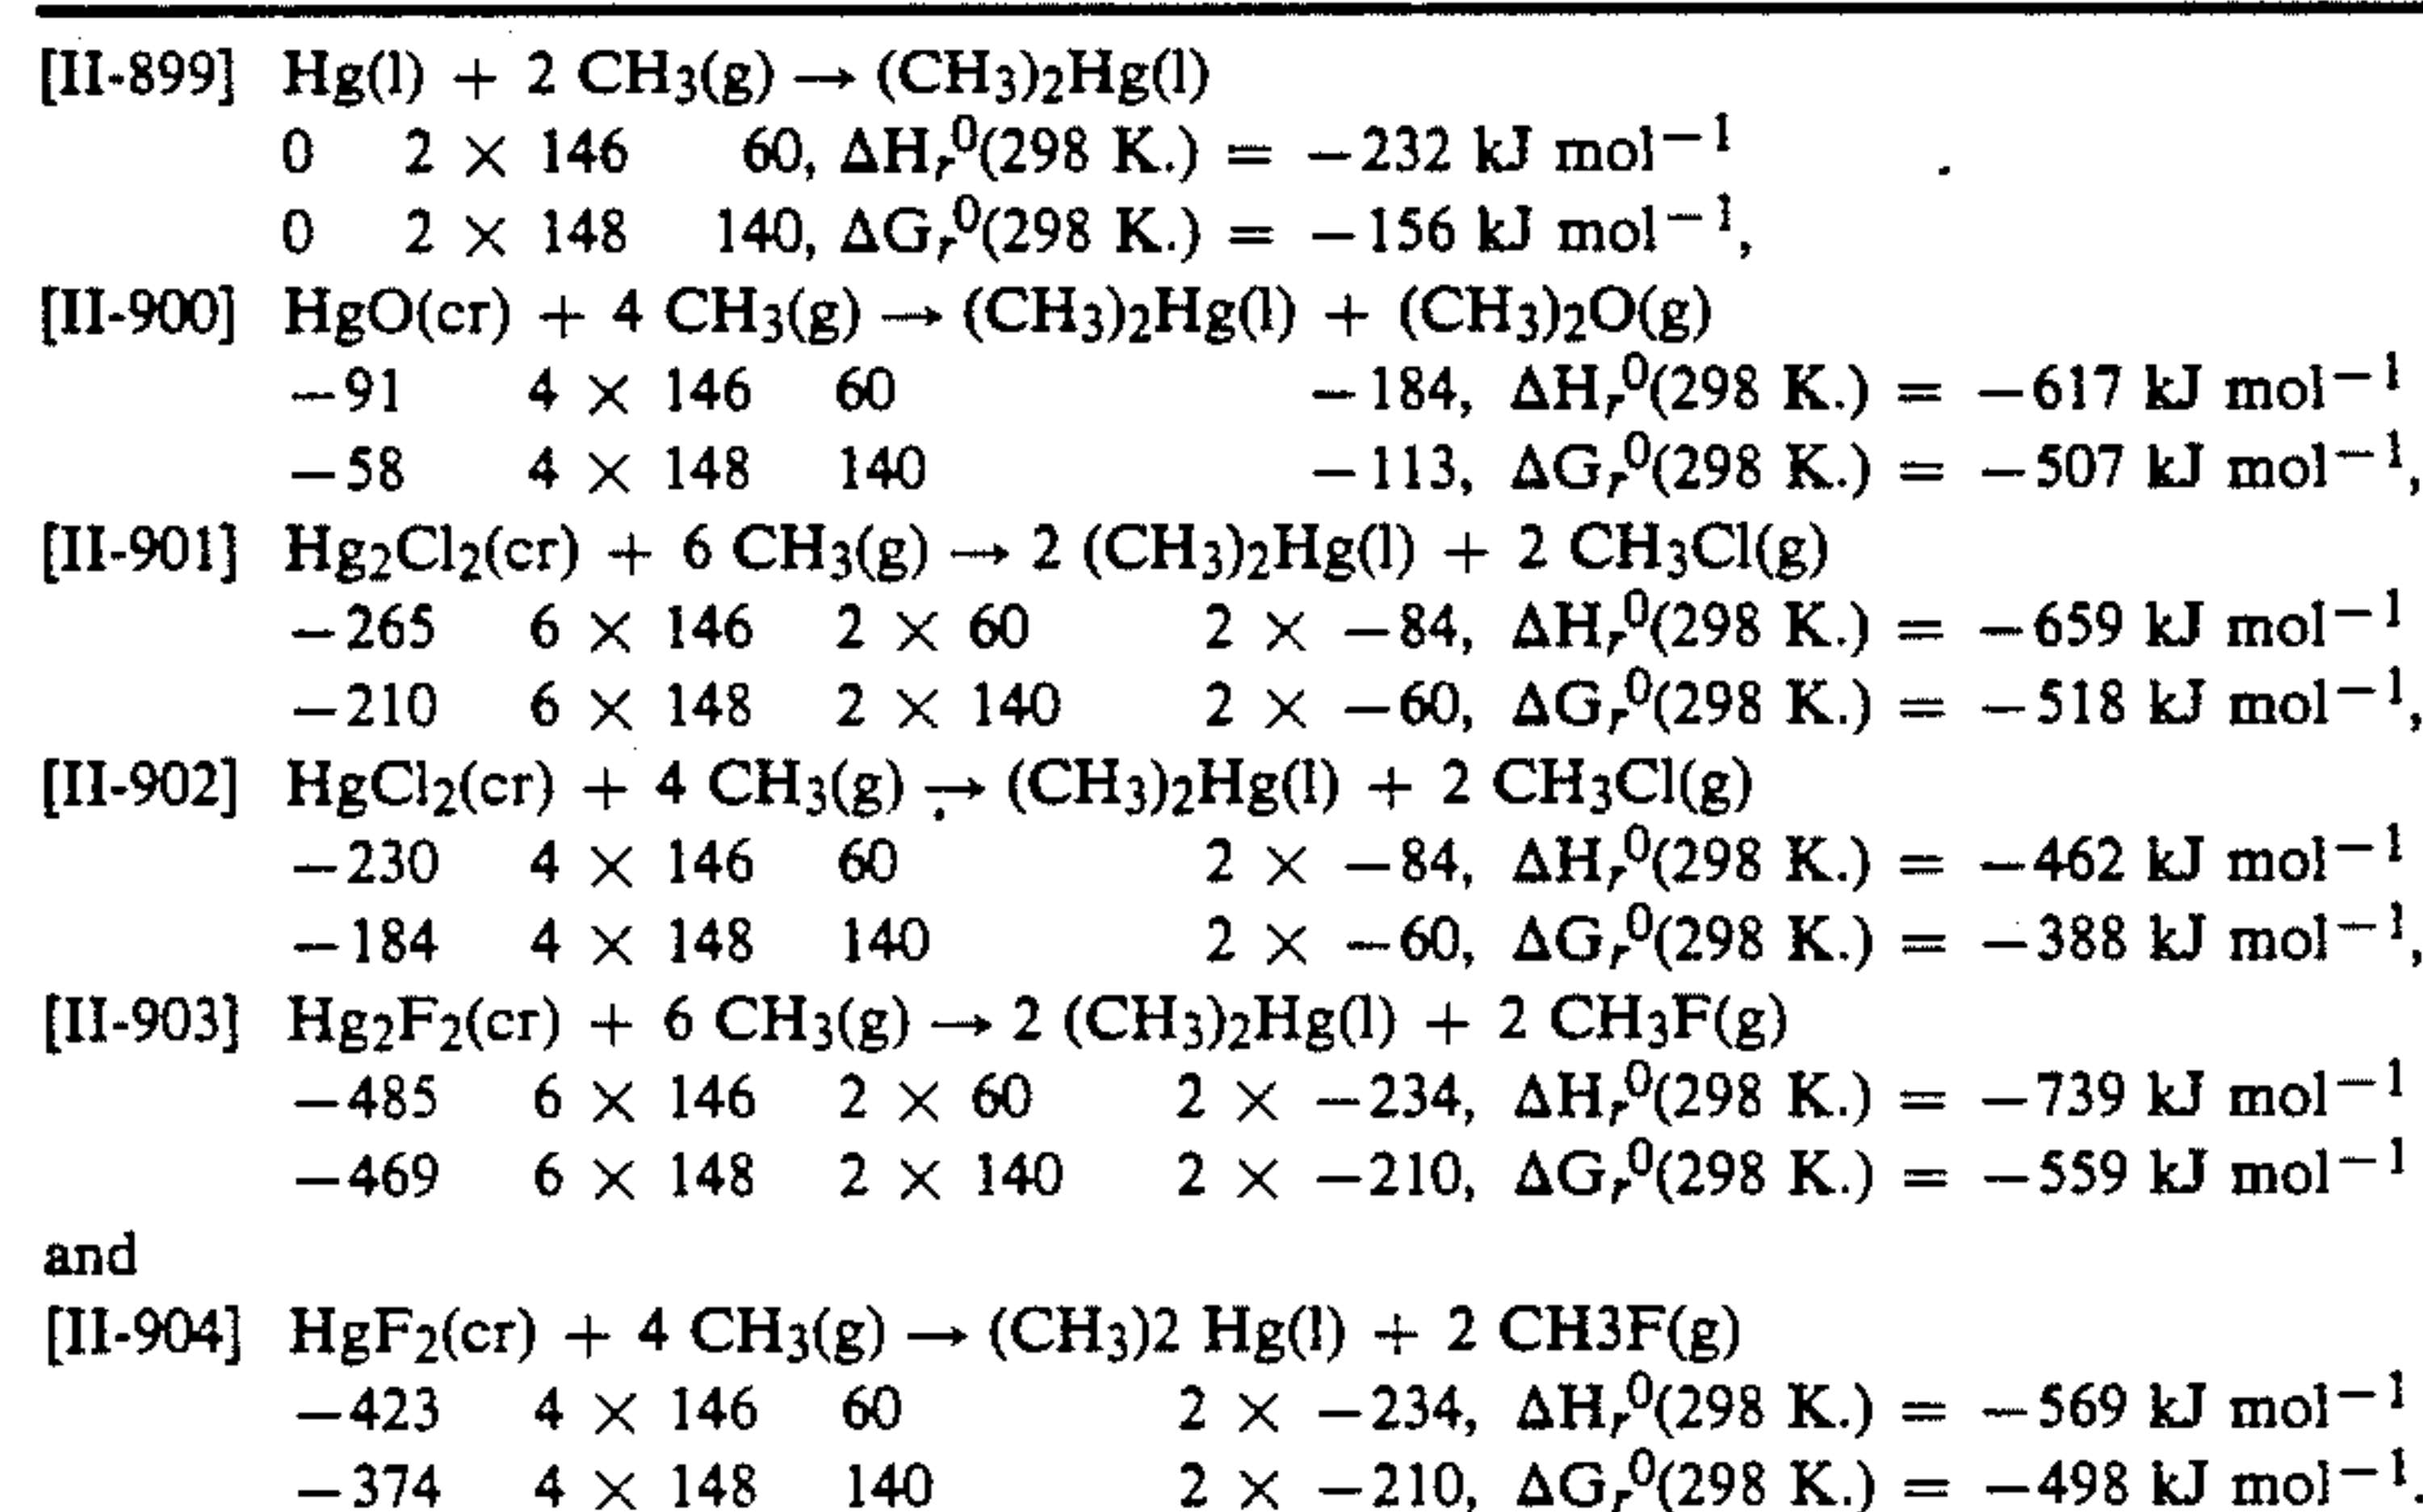 [II-899] Hg(l) + 2 CH₃(g) → (CH₃)₂Hg(l)
0 2 × 146 60, ΔHᵣ⁰(298 K.) = −232 kJ mol⁻¹
0 2 × 148 140, ΔGᵣ⁰(298 K.) = −156 kJ mol⁻¹,
[II-900] HgO(cr) + 4 CH₃(g) → (CH₃)₂Hg(l) + (CH₃)₂O(g)
−91 4 × 146 60 −184, ΔHᵣ⁰(298 K.) = −617 kJ mol⁻¹
−58 4 × 148 140 −113, ΔGᵣ⁰(298 K.) = −507 kJ mol⁻¹,
[II-901] Hg₂Cl₂(cr) + 6 CH₃(g) → 2 (CH₃)₂Hg(l) + 2 CH₃Cl(g)
−265 6 × 146 2 × 60 2 × −84, ΔHᵣ⁰(298 K.) = −659 kJ mol⁻¹
−210 6 × 148 2 × 140 2 × −60, ΔGᵣ⁰(298 K.) = −518 kJ mol⁻¹,
[II-902] HgCl₂(cr) + 4 CH₃(g) → (CH₃)₂Hg(l) + 2 CH₃Cl(g)
−230 4 × 146 60 2 × −84, ΔHᵣ⁰(298 K.) = −462 kJ mol⁻¹
−184 4 × 148 140 2 × −60, ΔGᵣ⁰(298 K.) = −388 kJ mol⁻¹,
[II-903] Hg₂F₂(cr) + 6 CH₃(g) → 2 (CH₃)₂Hg(l) + 2 CH₃F(g)
−485 6 × 146 2 × 60 2 × −234, ΔHᵣ⁰(298 K.) = −739 kJ mol⁻¹
−469 6 × 148 2 × 140 2 × −210, ΔGᵣ⁰(298 K.) = −559 kJ mol⁻¹
and
[II-904] HgF₂(cr) + 4 CH₃(g) → (CH₃)2 Hg(l) + 2 CH3F(g)
−423 4 × 146 60 2 × −234, ΔHᵣ⁰(298 K.) = −569 kJ mol⁻¹
−374 4 × 148 140 2 × −210, ΔGᵣ⁰(298 K.) = −498 kJ mol⁻¹.